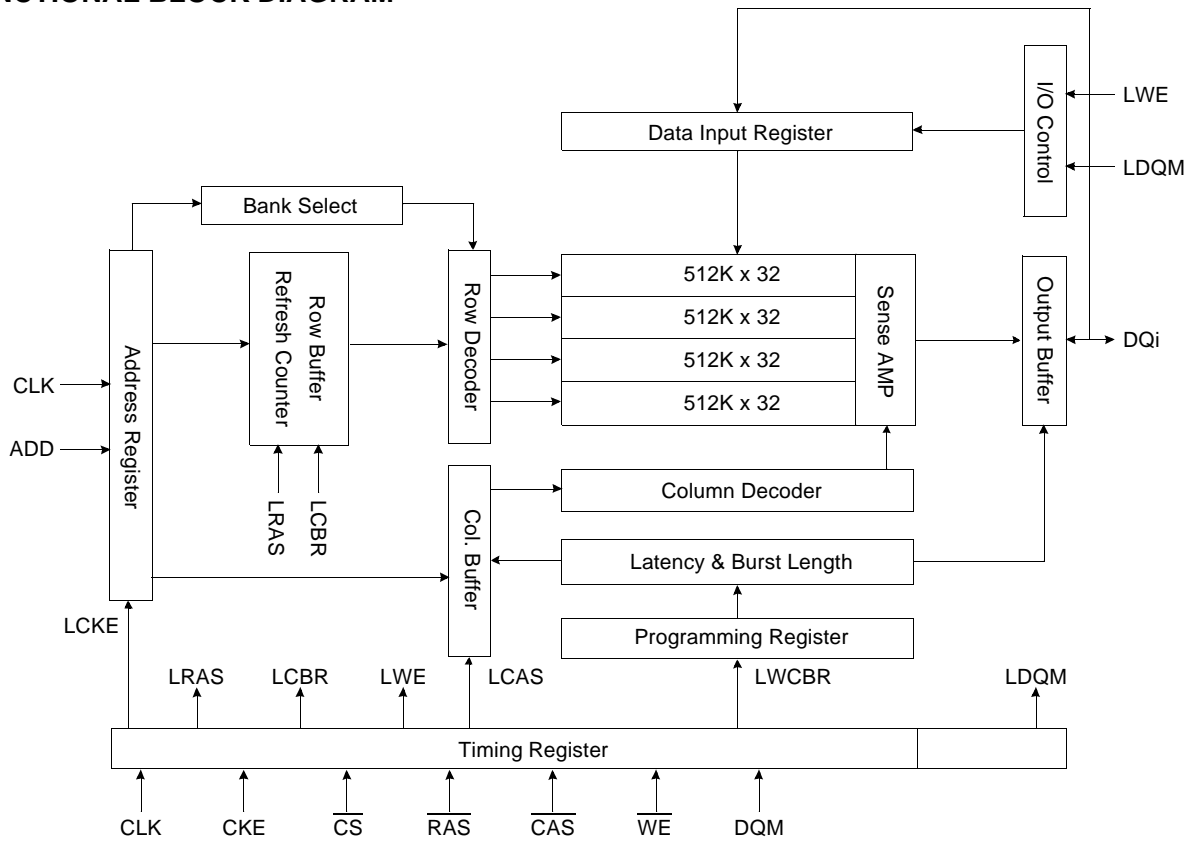 FUNCTIONAL BLOCK DIAGRAM
I/O Control
LWE
LDQM
Data Input Register
Bank Select
Address Register
CLK
ADD
Row Buffer
Refresh Counter
LRAS
LCBR
Row Decoder
512K x 32
512K x 32
512K x 32
512K x 32
Sense AMP
Output Buffer
DQi
Col. Buffer
Column Decoder
Latency & Burst Length
Programming Register
LCKE
LRAS
LCBR
LWE
LCAS
LWCBR
LDQM
Timing Register
CLK
CKE
CS
RAS
CAS
WE
DQM